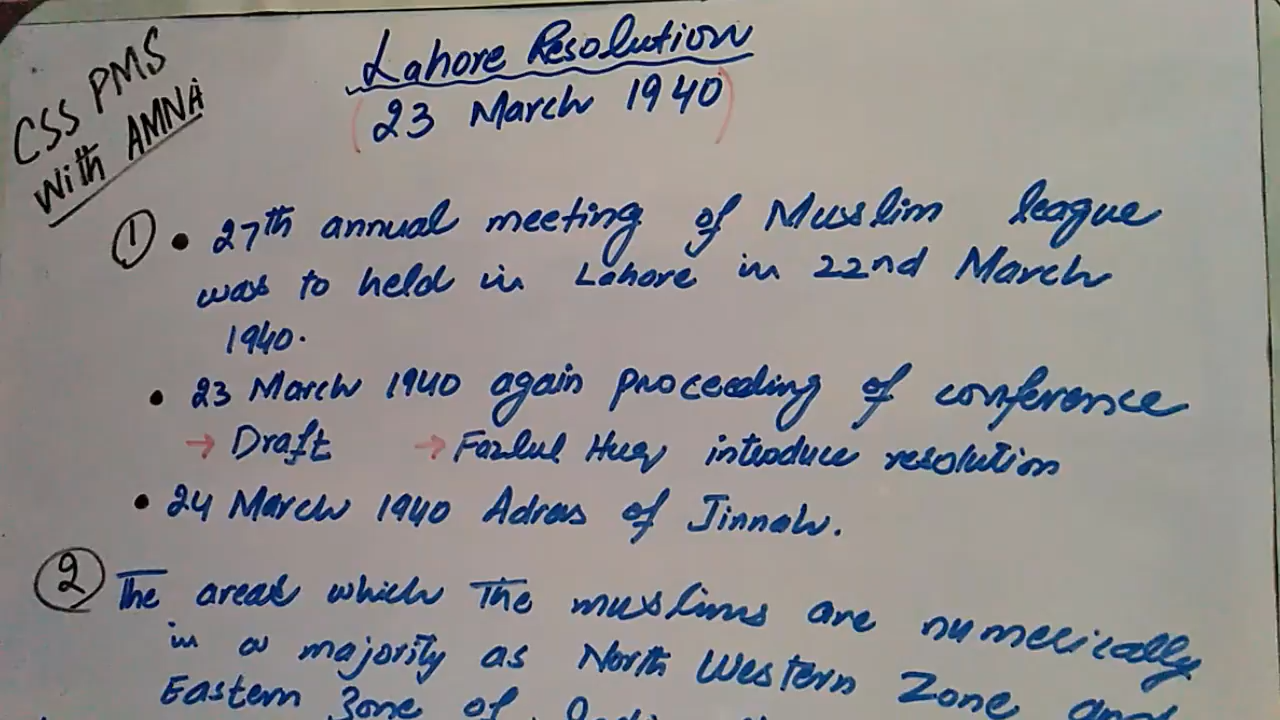 CSS PMS
With AMNA
Lahore Resolution
(23 March 1940)
① • 27th annual meeting of Muslim league
was to held in Lahore in 22nd March
1940.
• 23 March 1940 again proceeding of conference
→ Draft → Fazlul Huq introduce resolution
• 24 March 1940 Adress of Jinnah.
② The areas which The muslims are numerically
in a majority as North Western Zone and
Eastern Zone of